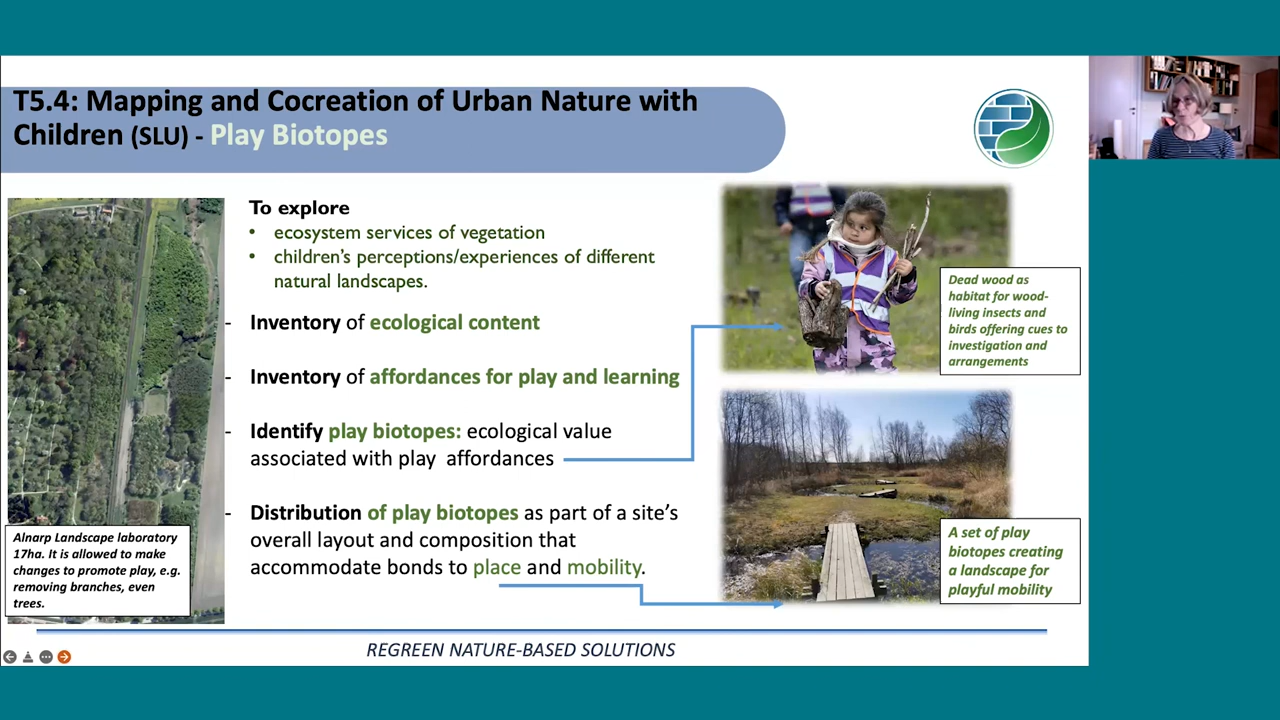 T5.4: Mapping and Cocreation of Urban Nature with
Children (SLU) - Play Biotopes
To explore
• ecosystem services of vegetation
• children's perceptions/experiences of different
natural landscapes.
- Inventory of ecological content
- Inventory of affordances for play and learning
- Identify play biotopes: ecological value
associated with play affordances
- Distribution of play biotopes as part of a site's
overall layout and composition that
accommodate bonds to place and mobility.
Alnarp Landscape laboratory
17ha. It is allowed to make
changes to promote play, e.g.
removing branches, even
trees.
Dead wood as
habitat for wood-
living insects and
birds offering cues to
investigation and
arrangements
A set of play
biotopes creating
a landscape for
playful mobility
REGREEN NATURE-BASED SOLUTIONS